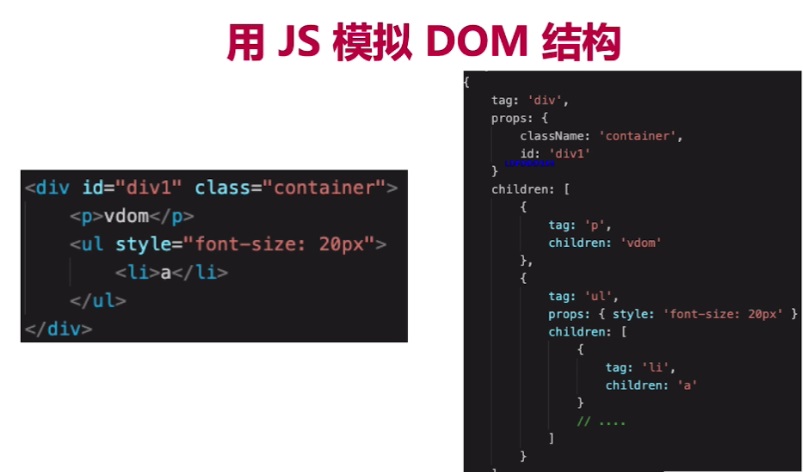 用 JS 模拟 DOM 结构
<div id="div1" class="container">
    <p>vdom</p>
    <ul style="font-size: 20px">
        <li>a</li>
    </ul>
</div>
{
    tag: 'div',
    props: {
        className: 'container',
        id: 'div1'
    }
    children: [
        {
            tag: 'p',
            children: 'vdom'
        },
        {
            tag: 'ul',
            props: { style: 'font-size: 20px' }
            children: [
                {
                    tag: 'li',
                    children: 'a'
                }
                // ....
            ]
        }